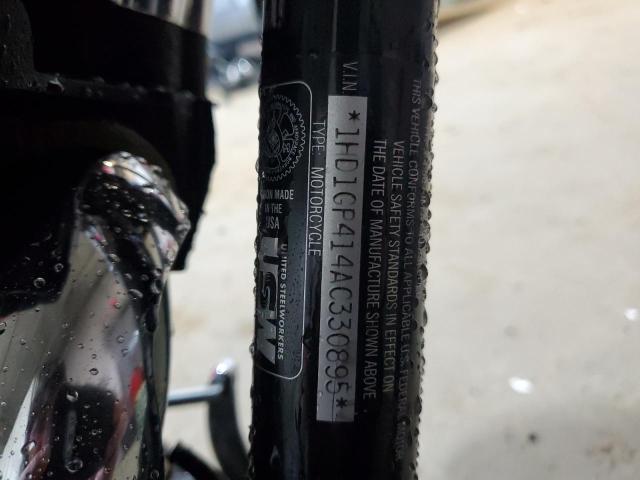 THIS VEHICLE CONFORMS TO ALL APPLICABLE U.S. FEDERAL
VEHICLE SAFETY STANDARDS IN EFFECT ON
THE DATE OF MANUFACTURE SHOWN ABOVE
V.I.N.
*1HD1GP414AC330895*
TYPE: MOTORCYCLE
MADE
IN THE
USA
USW
UNITED STEELWORKERS